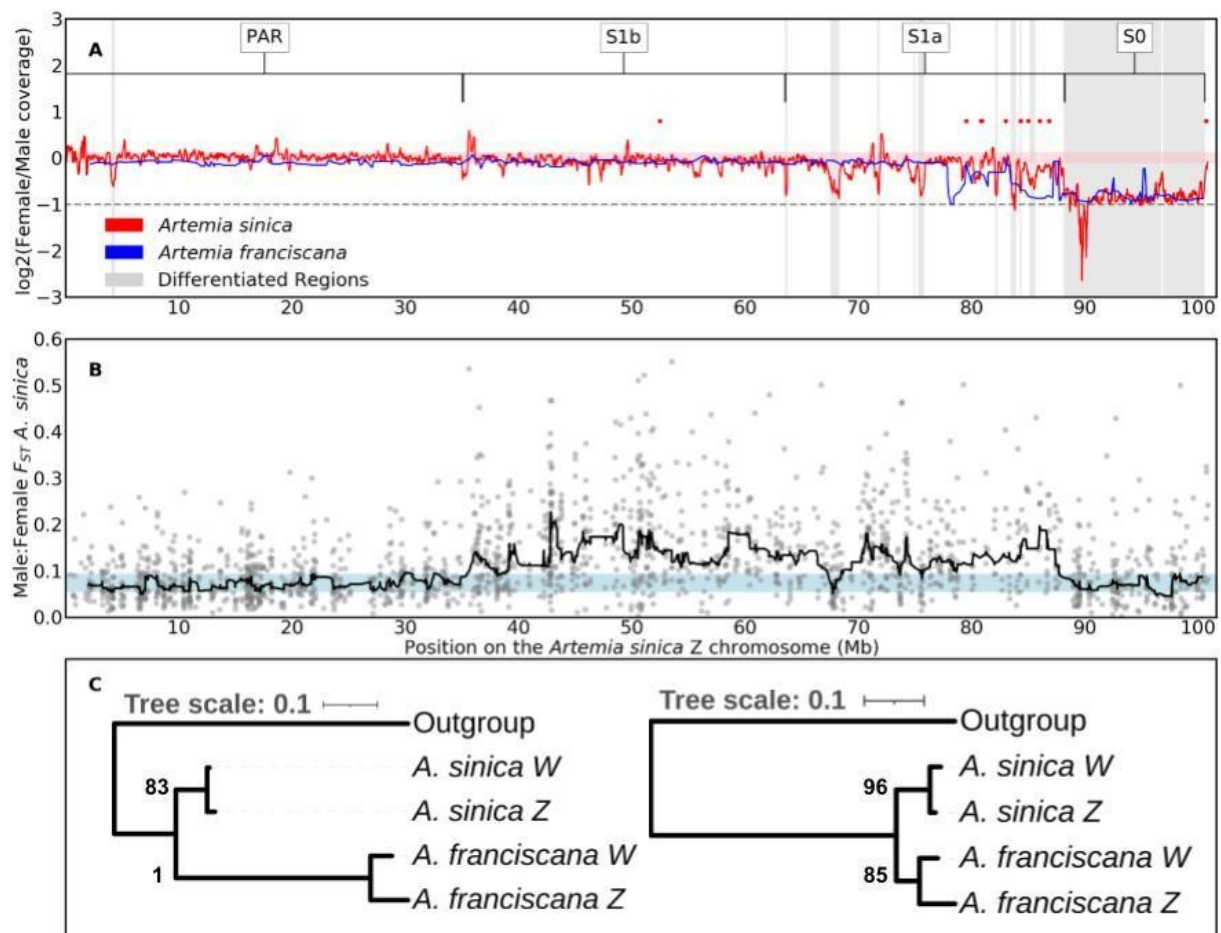 A
PAR
S1b
S1a
S0
log2(Female/Male coverage)
3
2
1
0
−1
−2
−3
Artemia sinica
Artemia franciscana
Differentiated Regions
10 20 30 40 50 60 70 80 90 100
B
Male:Female FST A. sinica
0.6
0.5
0.4
0.3
0.2
0.1
0.0
10 20 30 40 50 60 70 80 90 100
Position on the Artemia sinica Z chromosome (Mb)
C
Tree scale: 0.1
Outgroup
A. sinica W
83
A. sinica Z
A. franciscana W
1
A. franciscana Z
Tree scale: 0.1
Outgroup
A. sinica W
96
A. sinica Z
A. franciscana W
85
A. franciscana Z